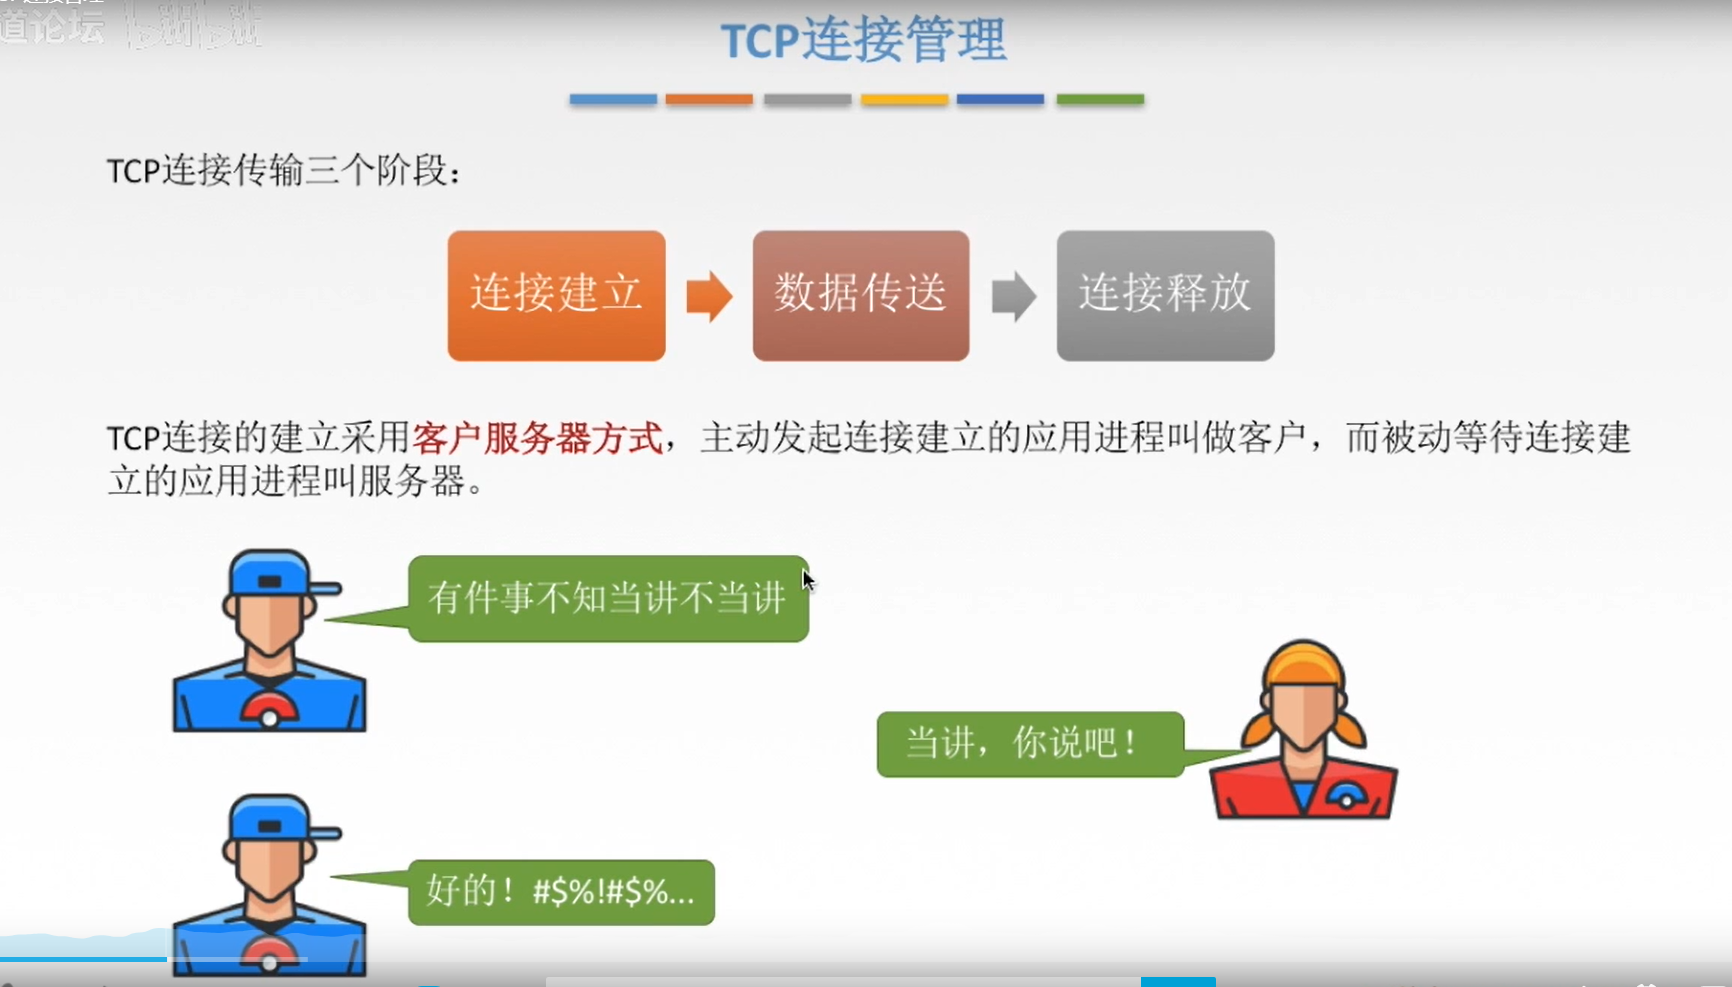 道论坛 bilibili
TCP连接管理
TCP连接传输三个阶段：
连接建立
数据传送
连接释放
TCP连接的建立采用客户服务器方式，主动发起连接建立的应用进程叫做客户，而被动等待连接建
立的应用进程叫服务器。
有件事不知当讲不当讲
当讲，你说吧！
好的！#$%!#$%...